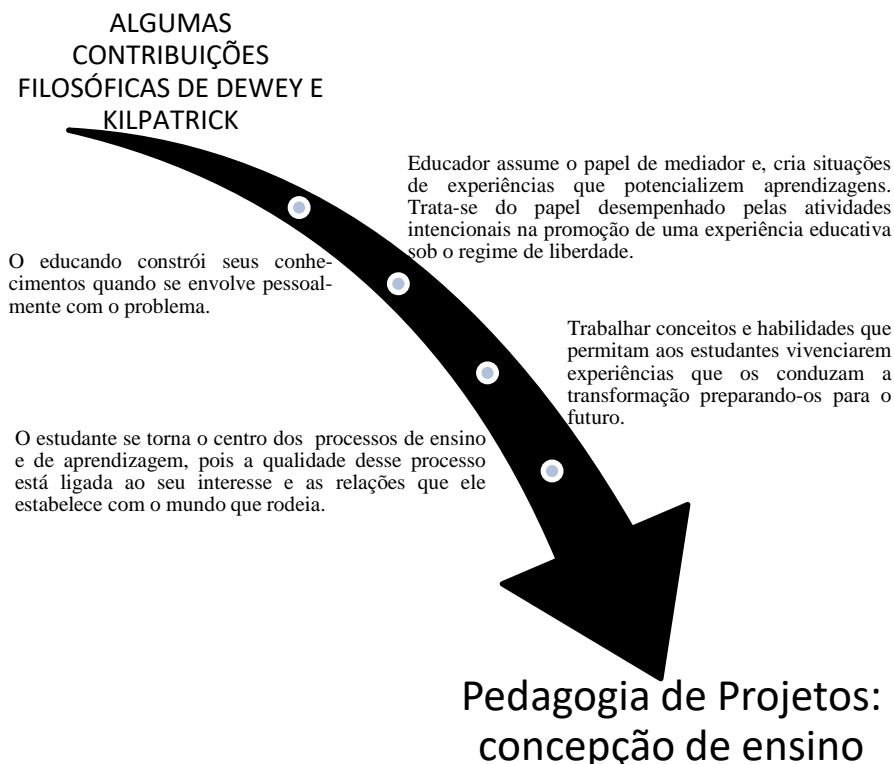 ALGUMAS
CONTRIBUIÇÕES
FILOSÓFICAS DE DEWEY E
KILPATRICK
Educador assume o papel de mediador e, cria situações
de experiências que potencializem aprendizagens.
Trata-se do papel desempenhado pelas atividades
intencionais na promoção de uma experiência educativa
sob o regime de liberdade.
O educando constrói seus conhe-
cimentos quando se envolve pessoal-
mente com o problema.
Trabalhar conceitos e habilidades que
permitam aos estudantes vivenciarem
experiências que os conduzam a
transformação preparando-os para o
futuro.
O estudante se torna o centro dos processos de ensino
e de aprendizagem, pois a qualidade desse processo
está ligada ao seu interesse e as relações que ele
estabelece com o mundo que rodeia.
Pedagogia de Projetos:
concepção de ensino